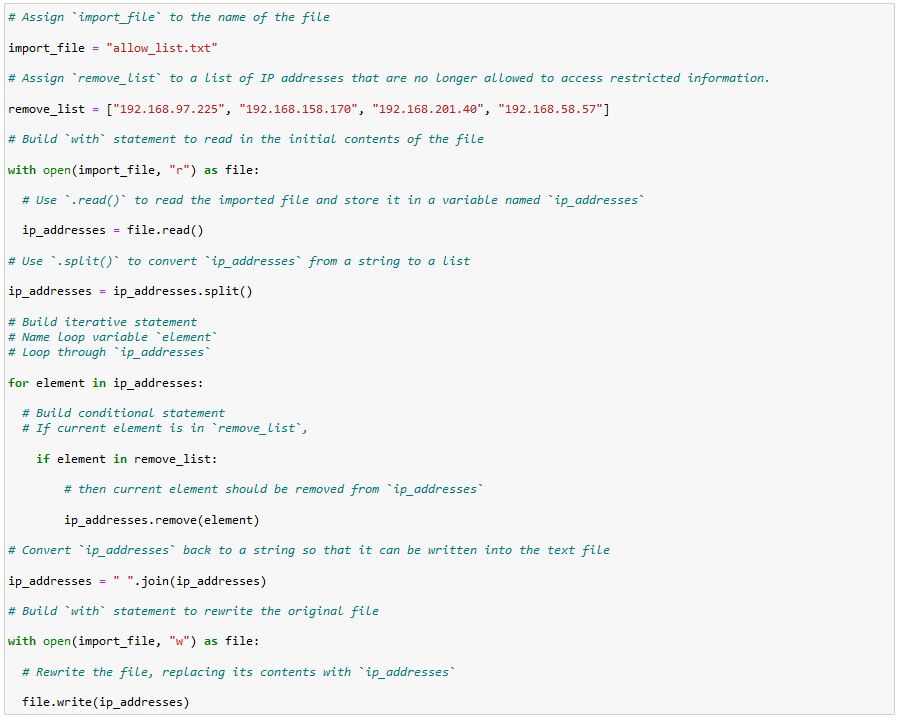 # Assign `import_file` to the name of the file
import_file = "allow_list.txt"
# Assign `remove_list` to a list of IP addresses that are no longer allowed to access restricted information.
remove_list = ["192.168.97.225", "192.168.158.170", "192.168.201.40", "192.168.58.57"]
# Build `with` statement to read in the initial contents of the file
with open(import_file, "r") as file:
  # Use `.read()` to read the imported file and store it in a variable named `ip_addresses`
  ip_addresses = file.read()
# Use `.split()` to convert `ip_addresses` from a string to a list
ip_addresses = ip_addresses.split()
# Build iterative statement
# Name loop variable `element`
# Loop through `ip_addresses`
for element in ip_addresses:
  # Build conditional statement
  # If current element is in `remove_list`,
    if element in remove_list:
        # then current element should be removed from `ip_addresses`
        ip_addresses.remove(element)
# Convert `ip_addresses` back to a string so that it can be written into the text file
ip_addresses = " ".join(ip_addresses)
# Build `with` statement to rewrite the original file
with open(import_file, "w") as file:
  # Rewrite the file, replacing its contents with `ip_addresses`
  file.write(ip_addresses)